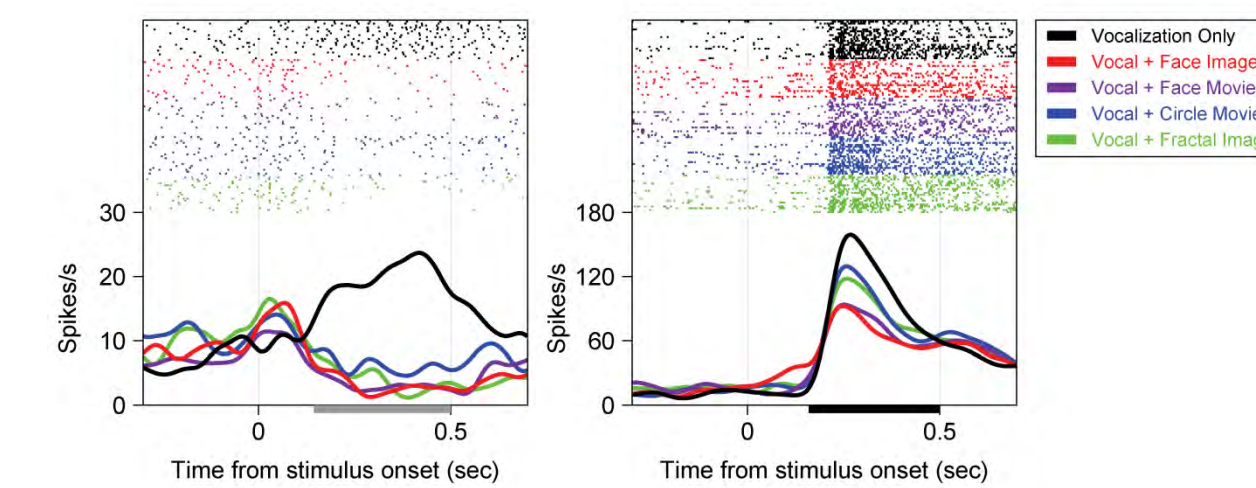 Vocalization Only
Vocal + Face Image
Vocal + Face Movie
Vocal + Circle Movie
Vocal + Fractal Imag
30
20
10
0
Spikes/s
0
0.5
Time from stimulus onset (sec)
180
120
60
0
Spikes/s
0
0.5
Time from stimulus onset (sec)